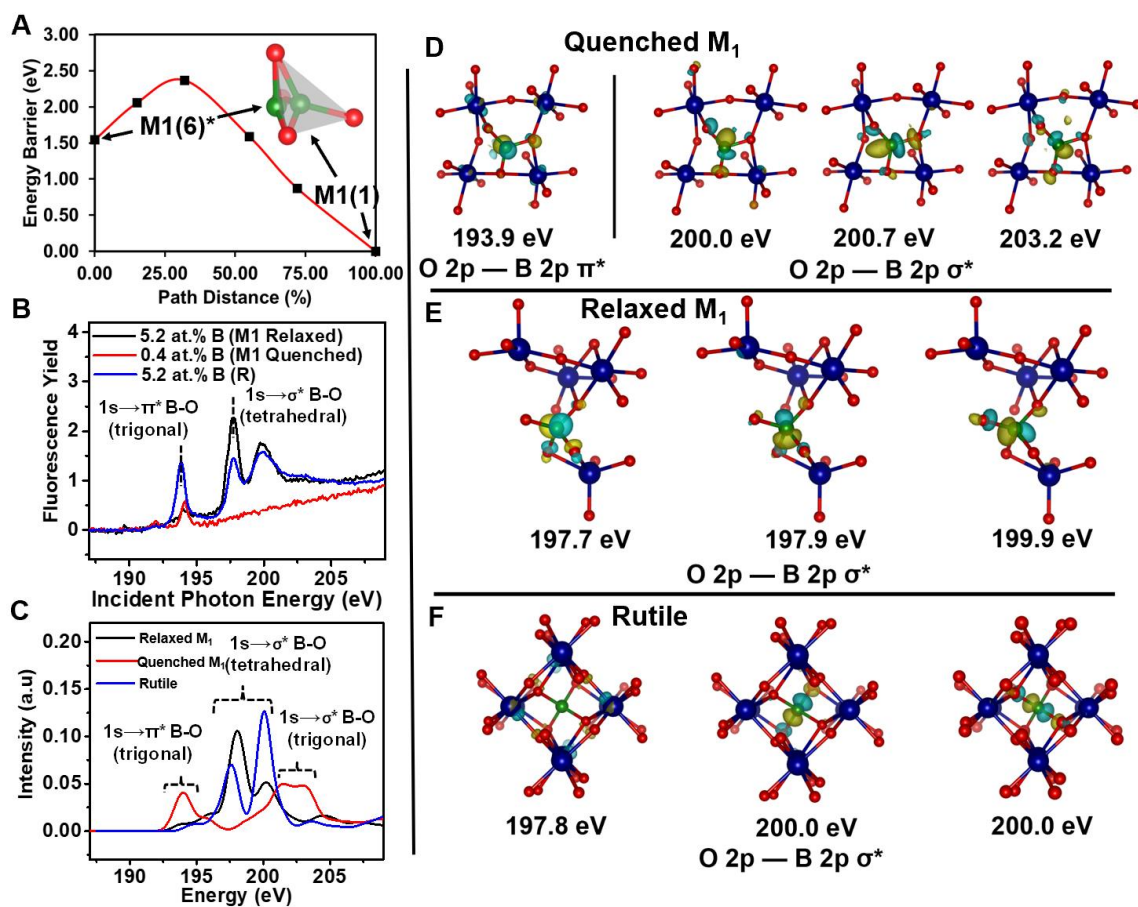 A
3.00
2.50
2.00
1.50
1.00
0.50
0.00
Energy Barrier (eV)
M1(6)*
M1(1)
0.00 25.00 50.00 75.00 100.00
Path Distance (%)
B
4
3
2
1
0
Fluorescence Yield
5.2 at.% B (M1 Relaxed)
0.4 at.% B (M1 Quenched)
5.2 at.% B (R)
1s→π* B-O
(trigonal)
1s→σ* B-O
(tetrahedral)
190 195 200 205
Incident Photon Energy (eV)
C
0.20
0.15
0.10
0.05
0.00
Intensity (a.u)
Relaxed M₁
Quenched M₁
Rutile
1s→σ* B-O
(tetrahedral)
1s→π* B-O
(trigonal)
1s→σ* B-O
(trigonal)
190 195 200 205
Energy (eV)
D
Quenched M₁
193.9 eV
O 2p — B 2p π*
200.0 eV 200.7 eV 203.2 eV
O 2p — B 2p σ*
E
Relaxed M₁
197.7 eV 197.9 eV 199.9 eV
O 2p — B 2p σ*
F
Rutile
197.8 eV 200.0 eV 200.0 eV
O 2p — B 2p σ*